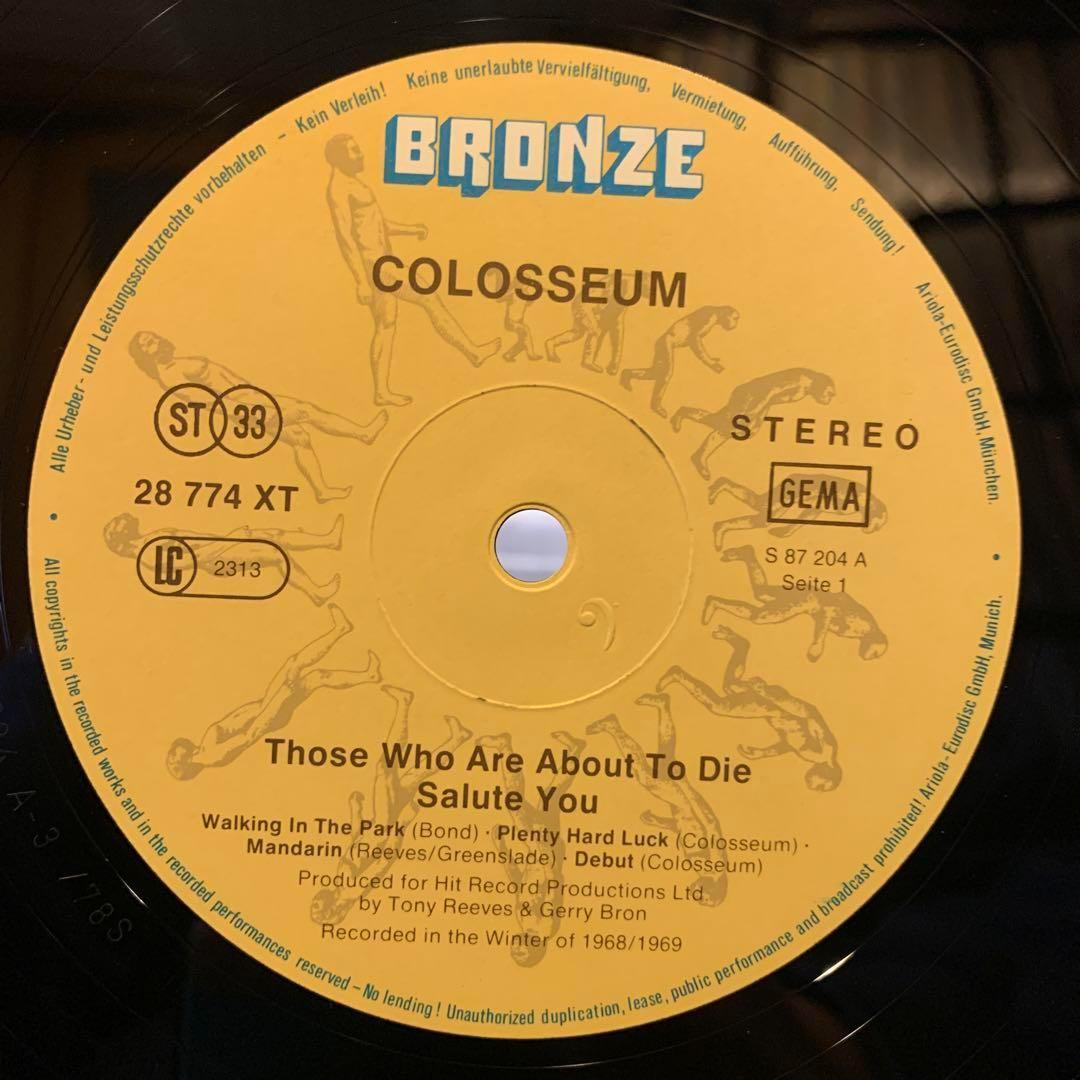 Alle Urheber- und Leistungsschutzrechte vorbehalten – Kein Verleih! Keine unerlaubte Vervielfältigung, Vermietung, Aufführung, Sendung!
Ariola-Eurodisc GmbH, München.
BRONZE
COLOSSEUM
ST 33
STEREO
28 774 XT
GEMA
LC 2313
S 87 204 A
Seite 1
Those Who Are About To Die
Salute You
Walking In The Park (Bond) · Plenty Hard Luck (Colosseum) ·
Mandarin (Reeves/Greenslade) · Debut (Colosseum)
Produced for Hit Record Productions Ltd
by Tony Reeves & Gerry Bron
Recorded in the Winter of 1968/1969
All copyrights in the recorded works and in the recorded performances reserved – No lending! Unauthorized duplication, lease, public performance and broadcast prohibited! Ariola-Eurodisc GmbH, Munich.
A-3 /78S